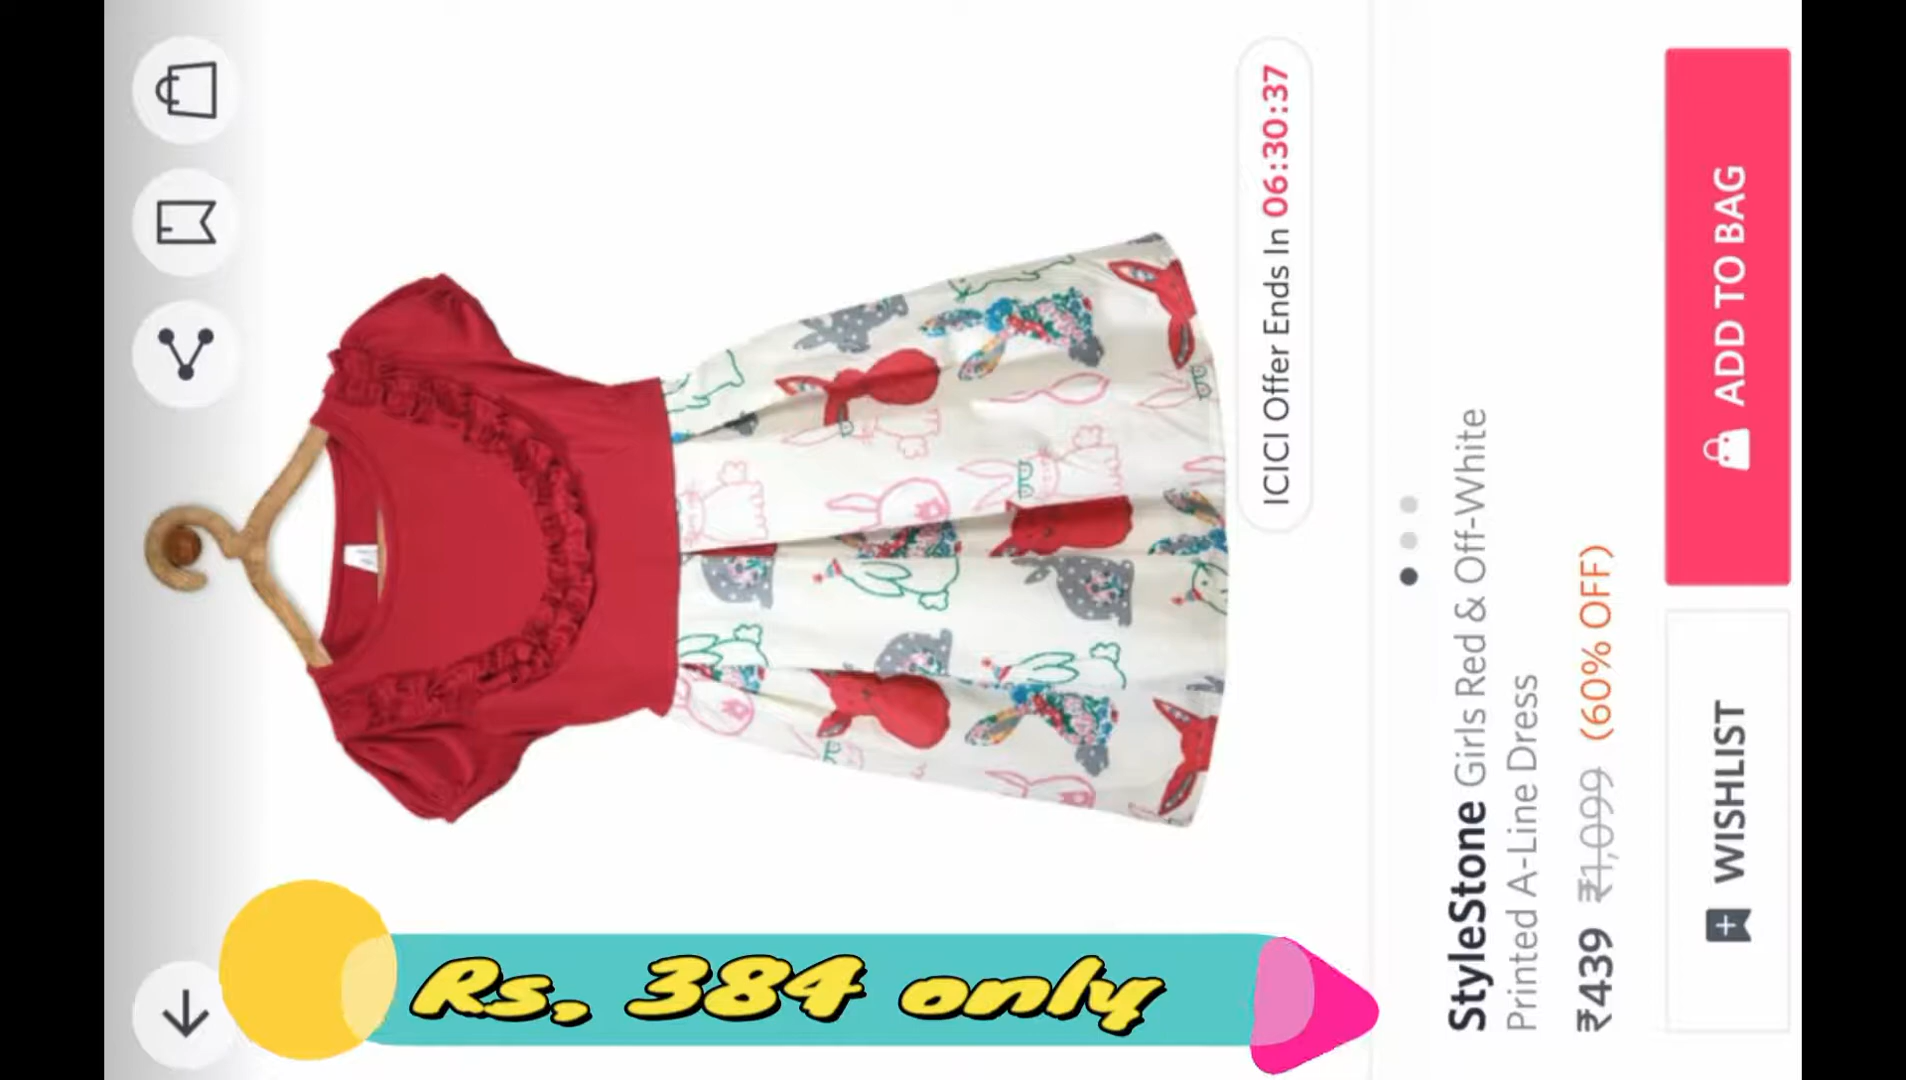 ICICI Offer Ends In 06:30:37
StyleStone Girls Red & Off-White
Printed A-Line Dress
₹439 ₹1,099 (60% OFF)
WISHLIST
ADD TO BAG
Rs, 384 only